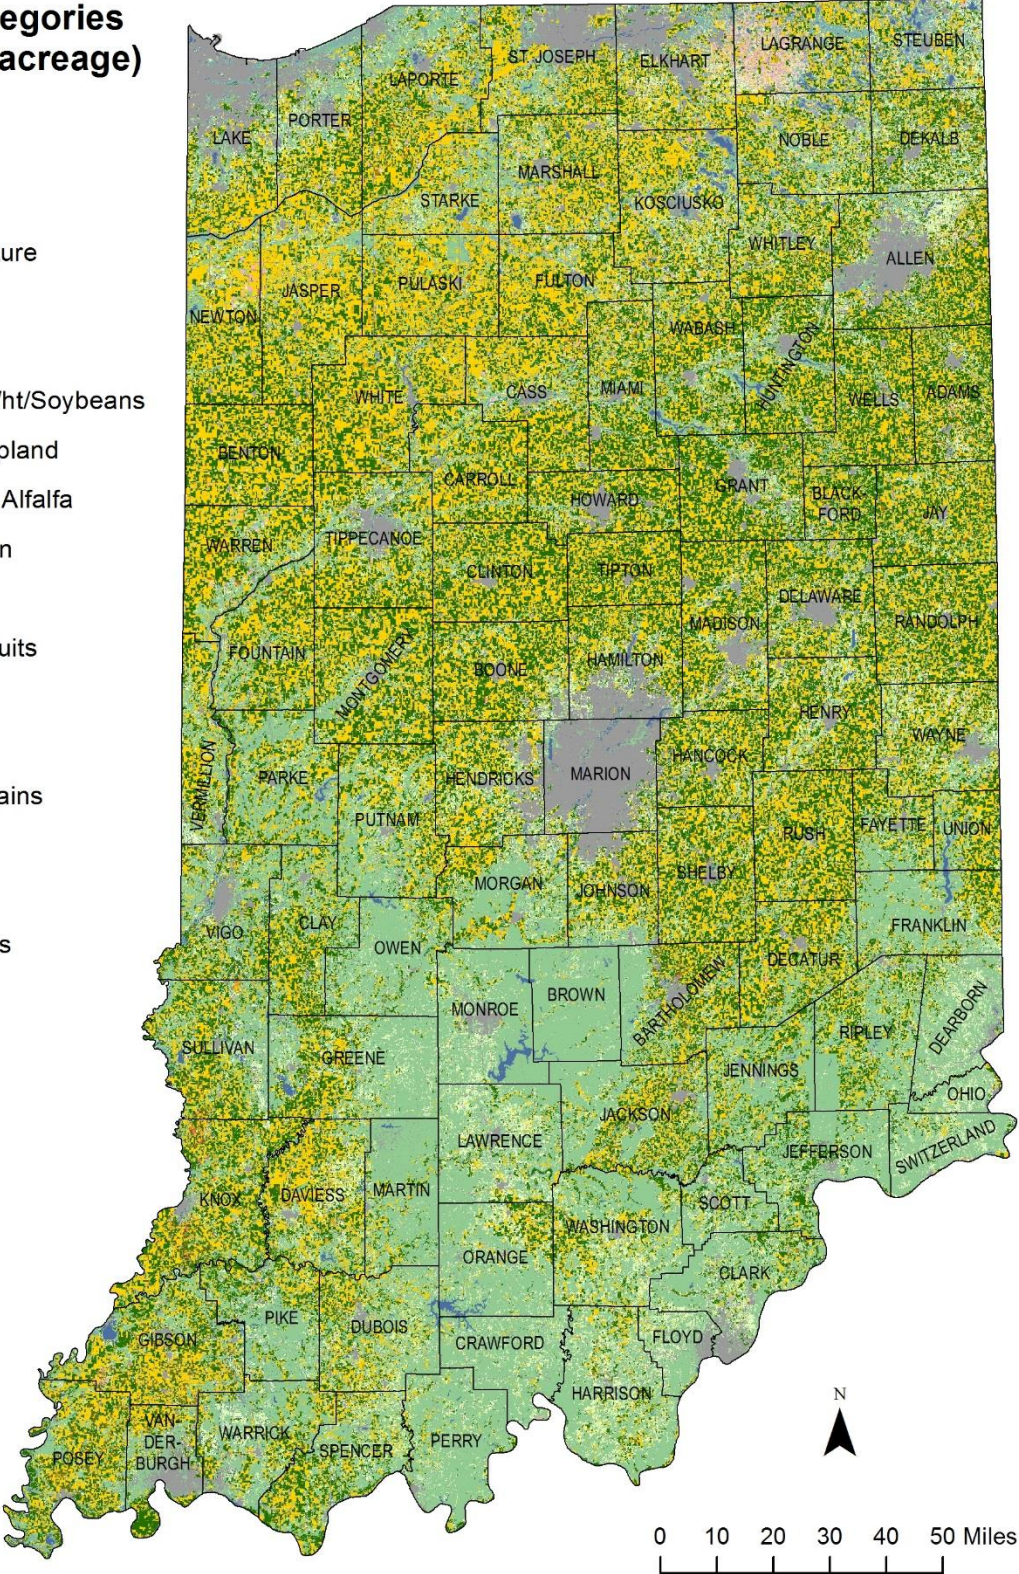 egories
acreage)
ure
ht/Soybeans
pland
Alfalfa
n
uits
ains
s
LAKE
PORTER
LAPORTE
ST. JOSEPH
ELKHART
LAGRANGE
STEUBEN
STARKE
MARSHALL
KOSCIUSKO
NOBLE
DEKALB
NEWTON
JASPER
PULASKI
FULTON
WHITLEY
ALLEN
WHITE
CASS
MIAMI
WABASH
HUNTINGTON
WELLS
ADAMS
BENTON
CARROLL
HOWARD
GRANT
BLACK-
FORD
JAY
WARREN
TIPPECANOE
CLINTON
TIPTON
MADISON
DELAWARE
RANDOLPH
FOUNTAIN
MONTGOMERY
BOONE
HAMILTON
HENRY
WAYNE
VERMILLION
PARKE
PUTNAM
HENDRICKS
MARION
HANCOCK
RUSH
FAYETTE
UNION
VIGO
CLAY
OWEN
MORGAN
JOHNSON
SHELBY
DECATUR
FRANKLIN
SULLIVAN
GREENE
MONROE
BROWN
BARTHOLOMEW
JENNINGS
RIPLEY
DEARBORN
OHIO
SWITZERLAND
KNOX
DAVIESS
MARTIN
LAWRENCE
JACKSON
JEFFERSON
SCOTT
ORANGE
WASHINGTON
CLARK
GIBSON
PIKE
DUBOIS
CRAWFORD
FLOYD
HARRISON
POSEY
VAN-
DER-
BURGH
WARRICK
SPENCER
PERRY
N
0 10 20 30 40 50 Miles